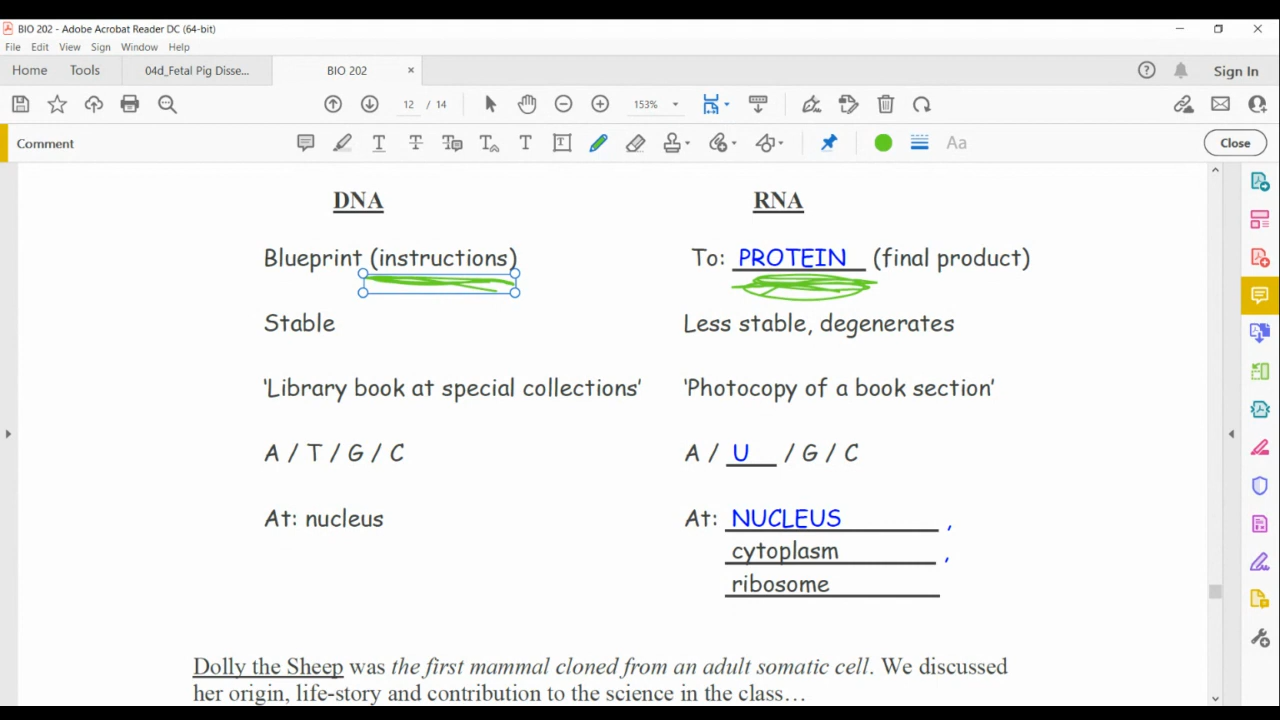 BIO 202 - Adobe Acrobat Reader DC (64-bit)
File Edit View Sign Window Help
Home Tools 04d_Fetal Pig Disse... BIO 202 × Sign In
12 / 14 153%
Comment Aa Close
DNA RNA
Blueprint (instructions) To: PROTEIN (final product)
Stable Less stable, degenerates
'Library book at special collections' 'Photocopy of a book section'
A / T / G / C A / U / G / C
At: nucleus At: NUCLEUS ,
cytoplasm ,
ribosome
Dolly the Sheep was the first mammal cloned from an adult somatic cell. We discussed
her origin, life-story and contribution to the science in the class…